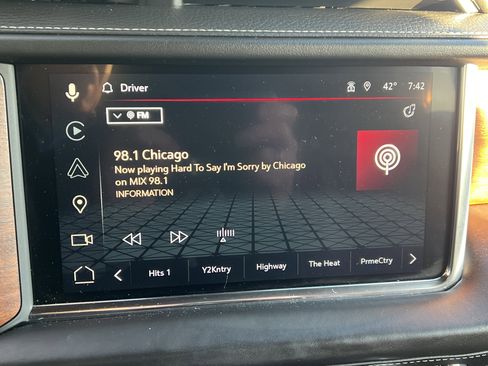 Driver 42° 7:42
FM
98.1 Chicago
Now playing Hard To Say I'm Sorry by Chicago
on MIX 98.1
INFORMATION
Hits 1 Y2Kntry Highway The Heat PrmeCtry